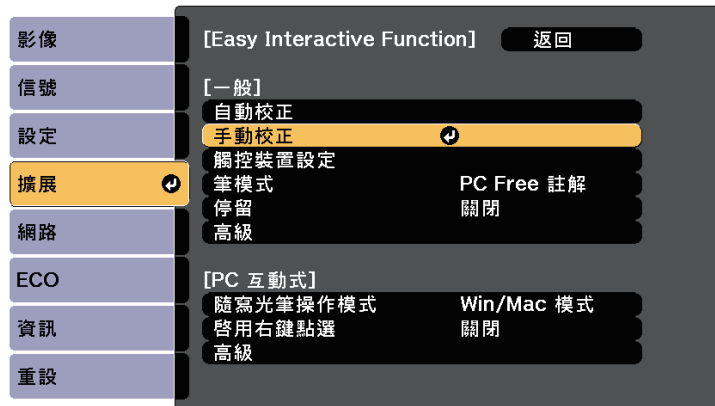 影像
信號
設定
擴展
網路
ECO
資訊
重設
[Easy Interactive Function] 返回
[一般]
自動校正
手動校正
觸控裝置設定
筆模式 PC Free 註解
停留 關閉
高級
[PC 互動式]
隨寫光筆操作模式 Win/Mac 模式
啓用右鍵點選 關閉
高級